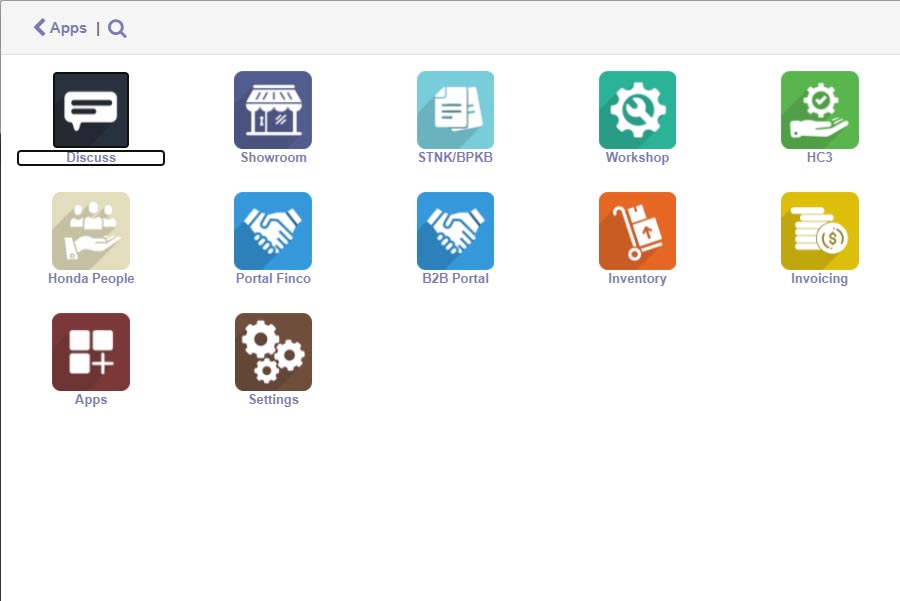 Apps |
Discuss
Showroom
STNK/BPKB
Workshop
HC3
Honda People
Portal Finco
B2B Portal
Inventory
Invoicing
Apps
Settings